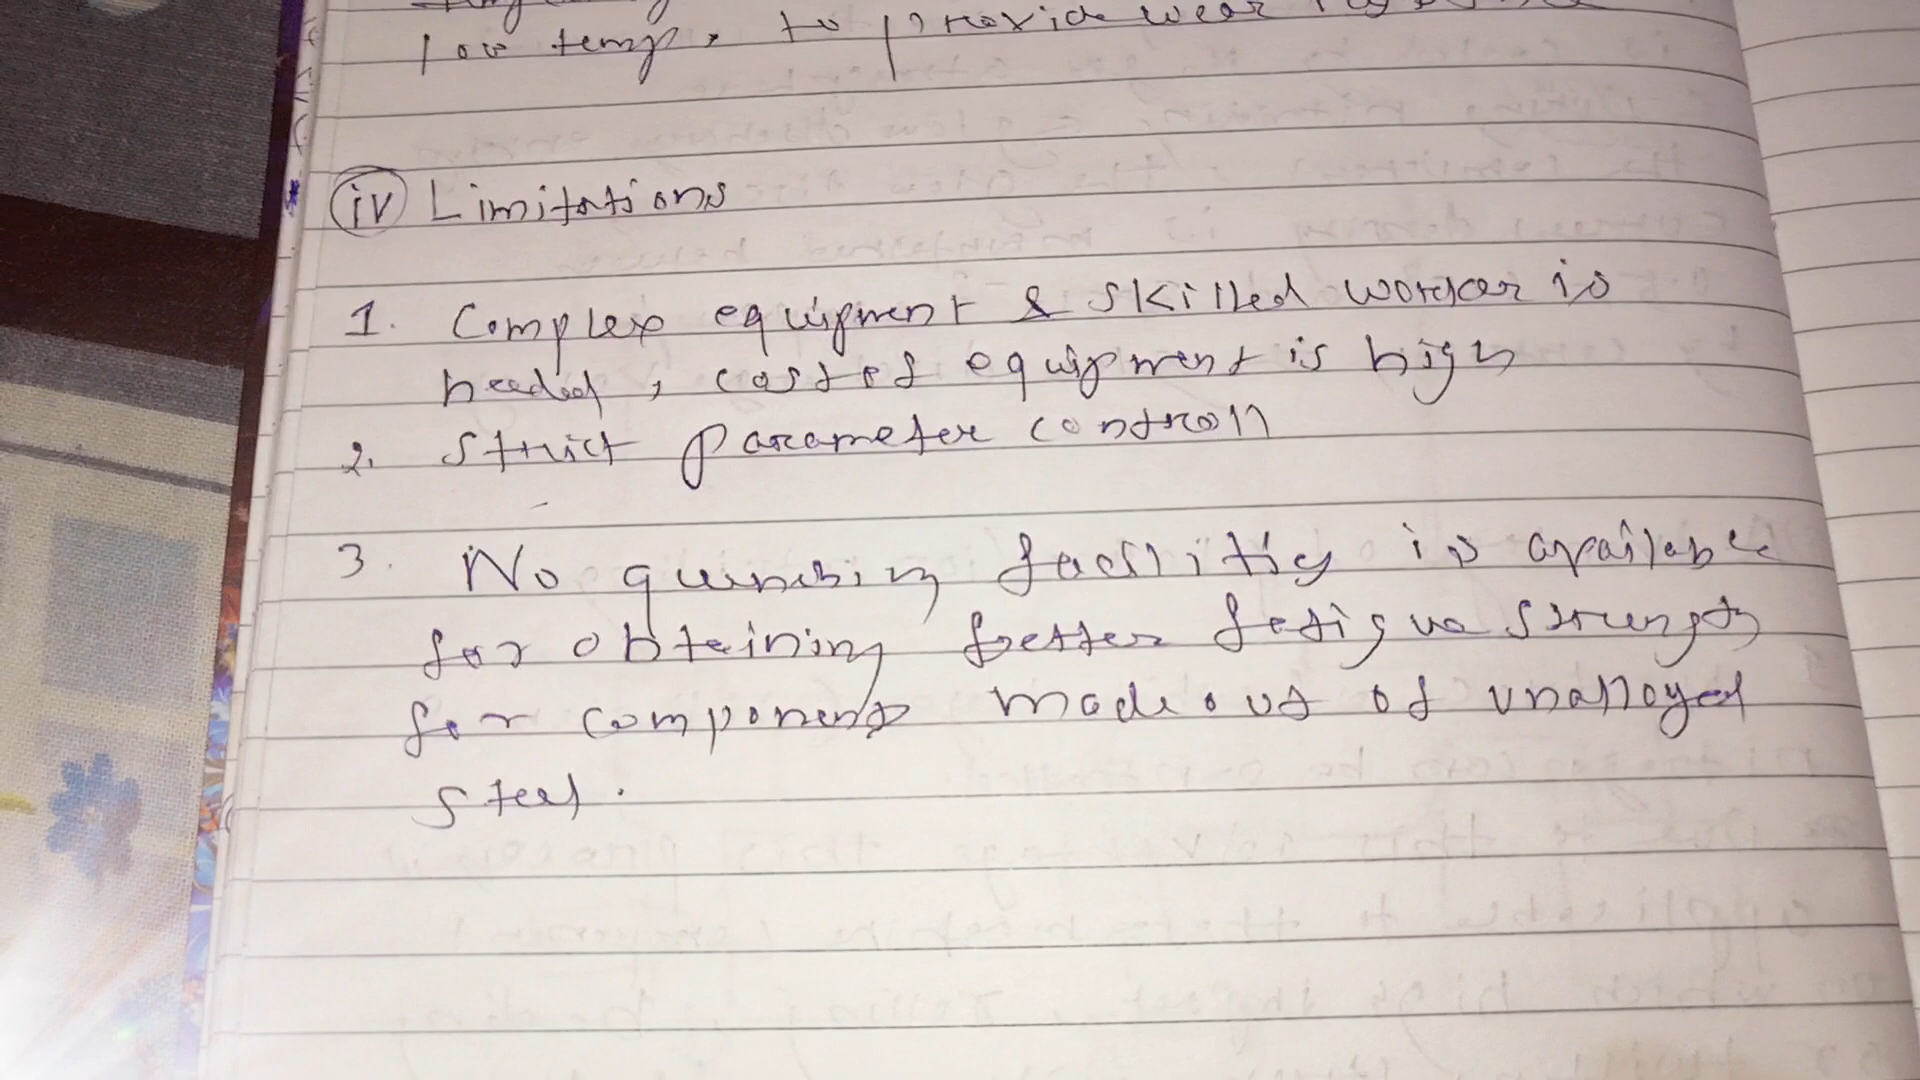 low temp, to provide wear
iv Limitations
1. Complex equipment & skilled worker is
needed, cost of equipment is high
2. Strict parameter controll
3. No quenching facility is available
for obtaining better fatigue strength
for components made out of unalloyed
steel.